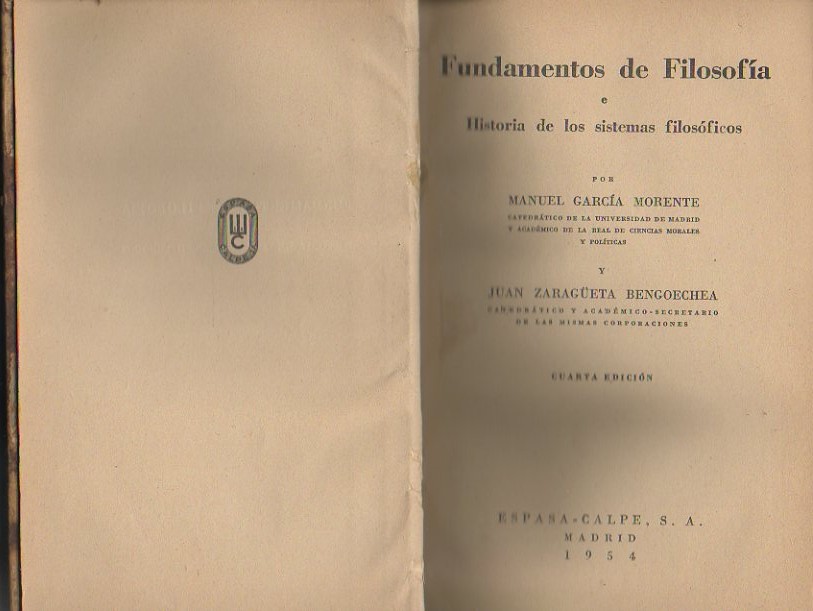 ESPASA
CALPE
Fundamentos de Filosofía
e
Historia de los sistemas filosóficos
POR
MANUEL GARCÍA MORENTE
CATEDRÁTICO DE LA UNIVERSIDAD DE MADRID
Y ACADÉMICO DE LA REAL DE CIENCIAS MORALES
Y POLÍTICAS
Y
JUAN ZARAGÜETA BENGOECHEA
CATEDRÁTICO Y ACADÉMICO-SECRETARIO
DE LAS MISMAS CORPORACIONES
CUARTA EDICIÓN
ESPASA-CALPE, S. A.
MADRID
1954